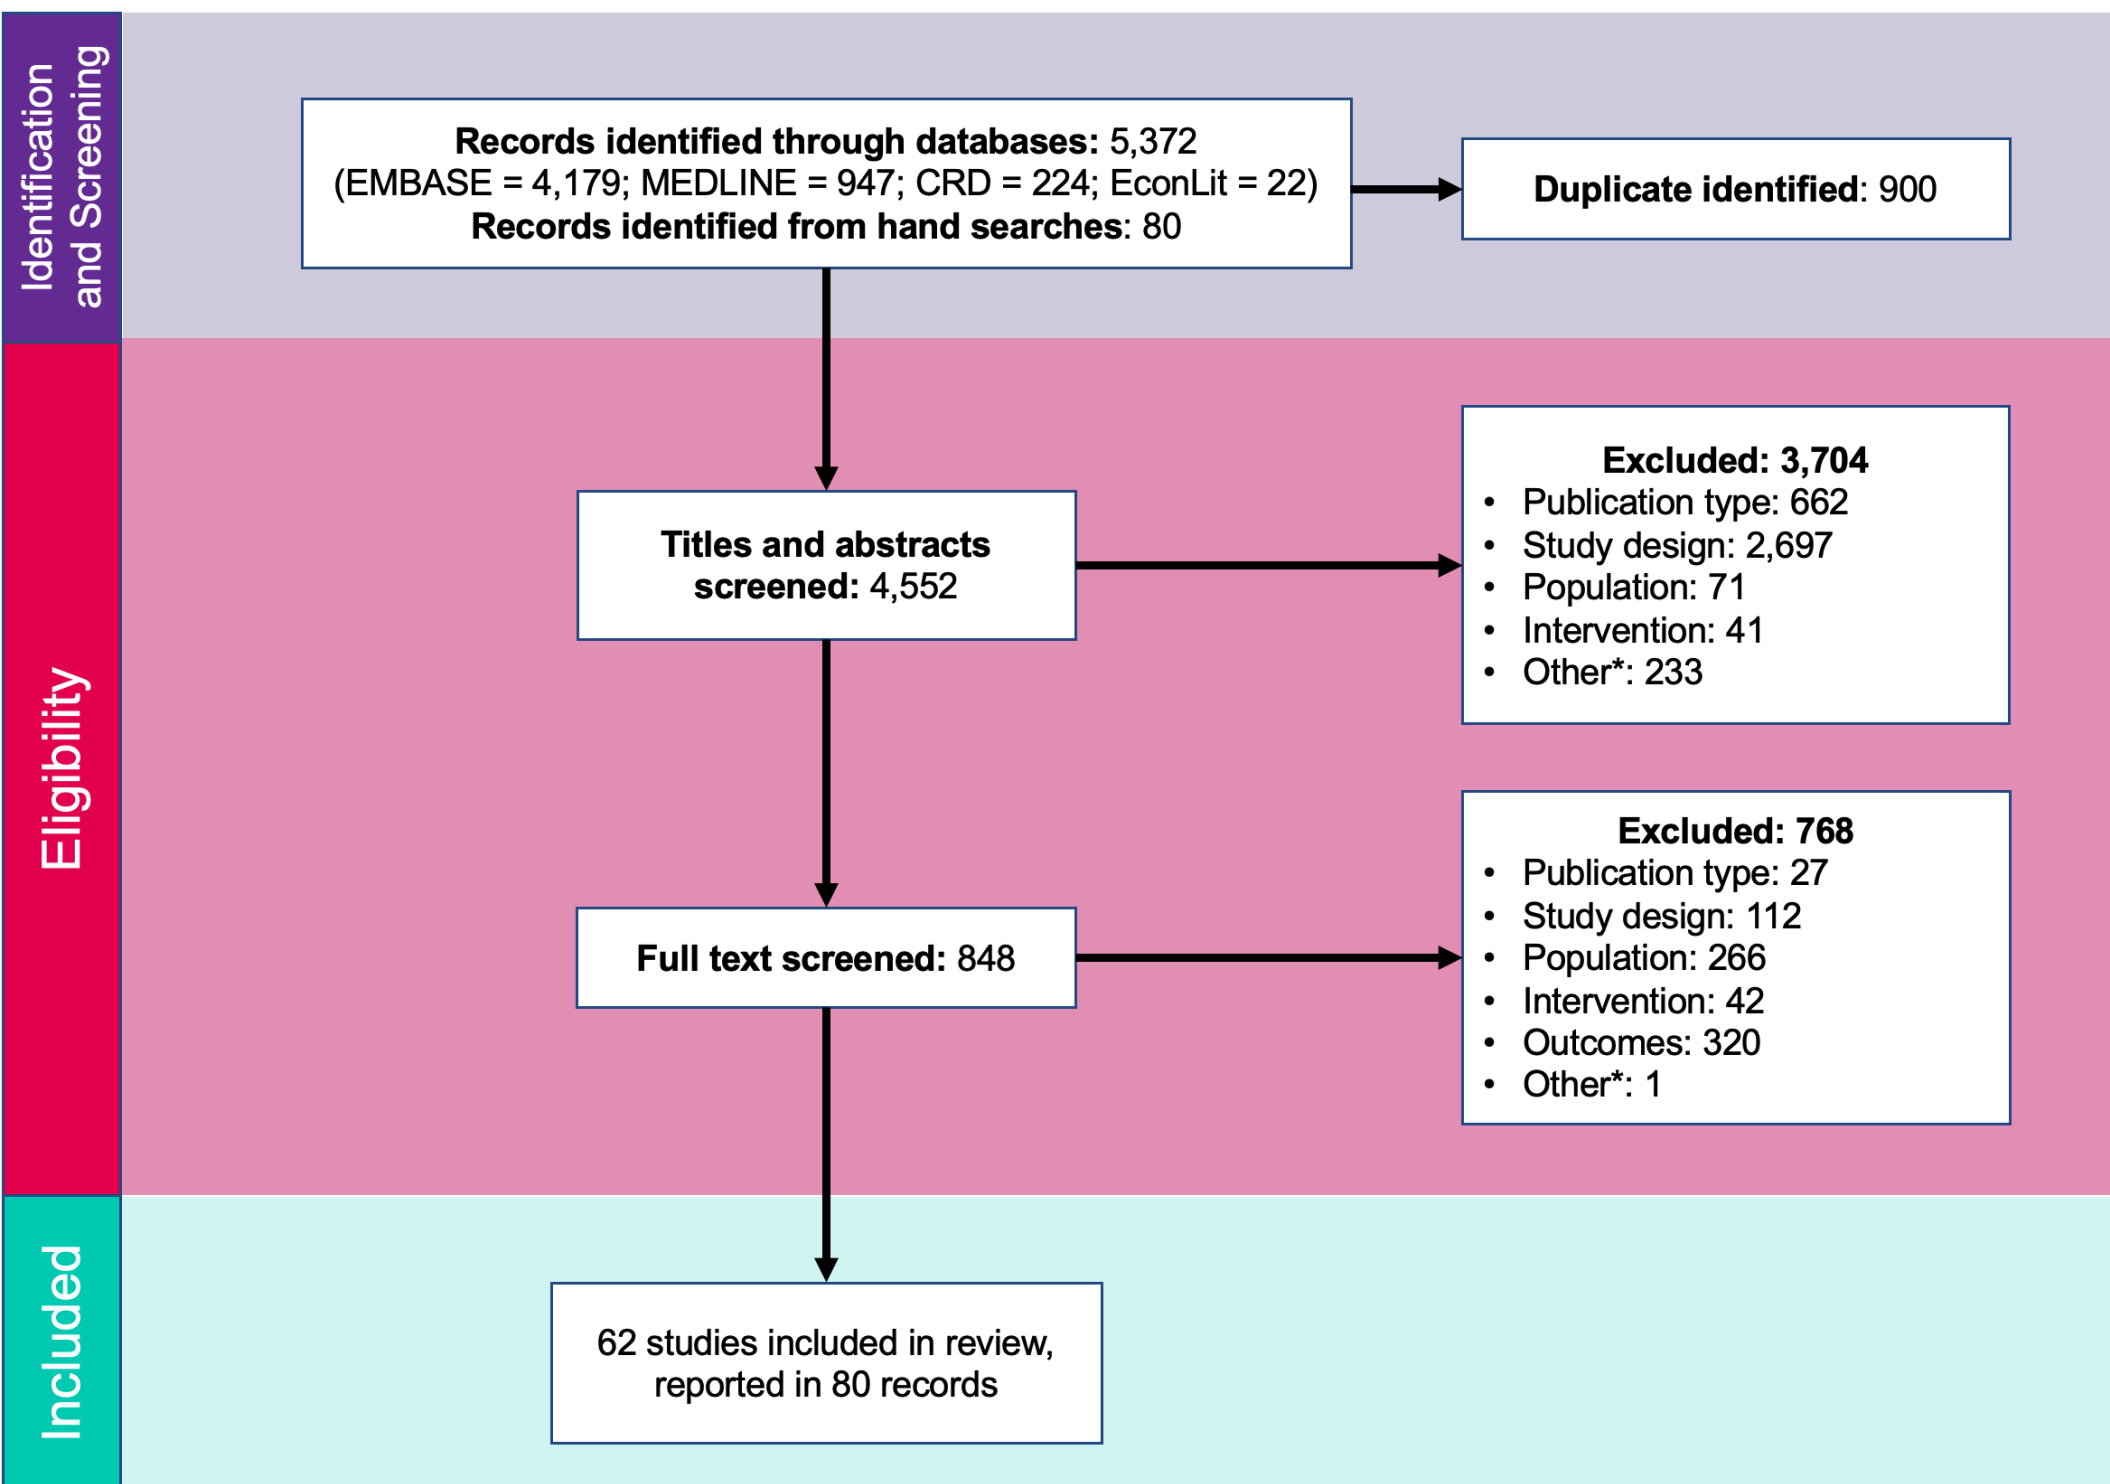 Identification
and Screening
Records identified through databases: 5,372
(EMBASE = 4,179; MEDLINE = 947; CRD = 224; EconLit = 22)
Records identified from hand searches: 80
Duplicate identified: 900
Eligibility
Titles and abstracts
screened: 4,552
Excluded: 3,704
• Publication type: 662
• Study design: 2,697
• Population: 71
• Intervention: 41
• Other*: 233
Full text screened: 848
Excluded: 768
• Publication type: 27
• Study design: 112
• Population: 266
• Intervention: 42
• Outcomes: 320
• Other*: 1
Included
62 studies included in review,
reported in 80 records